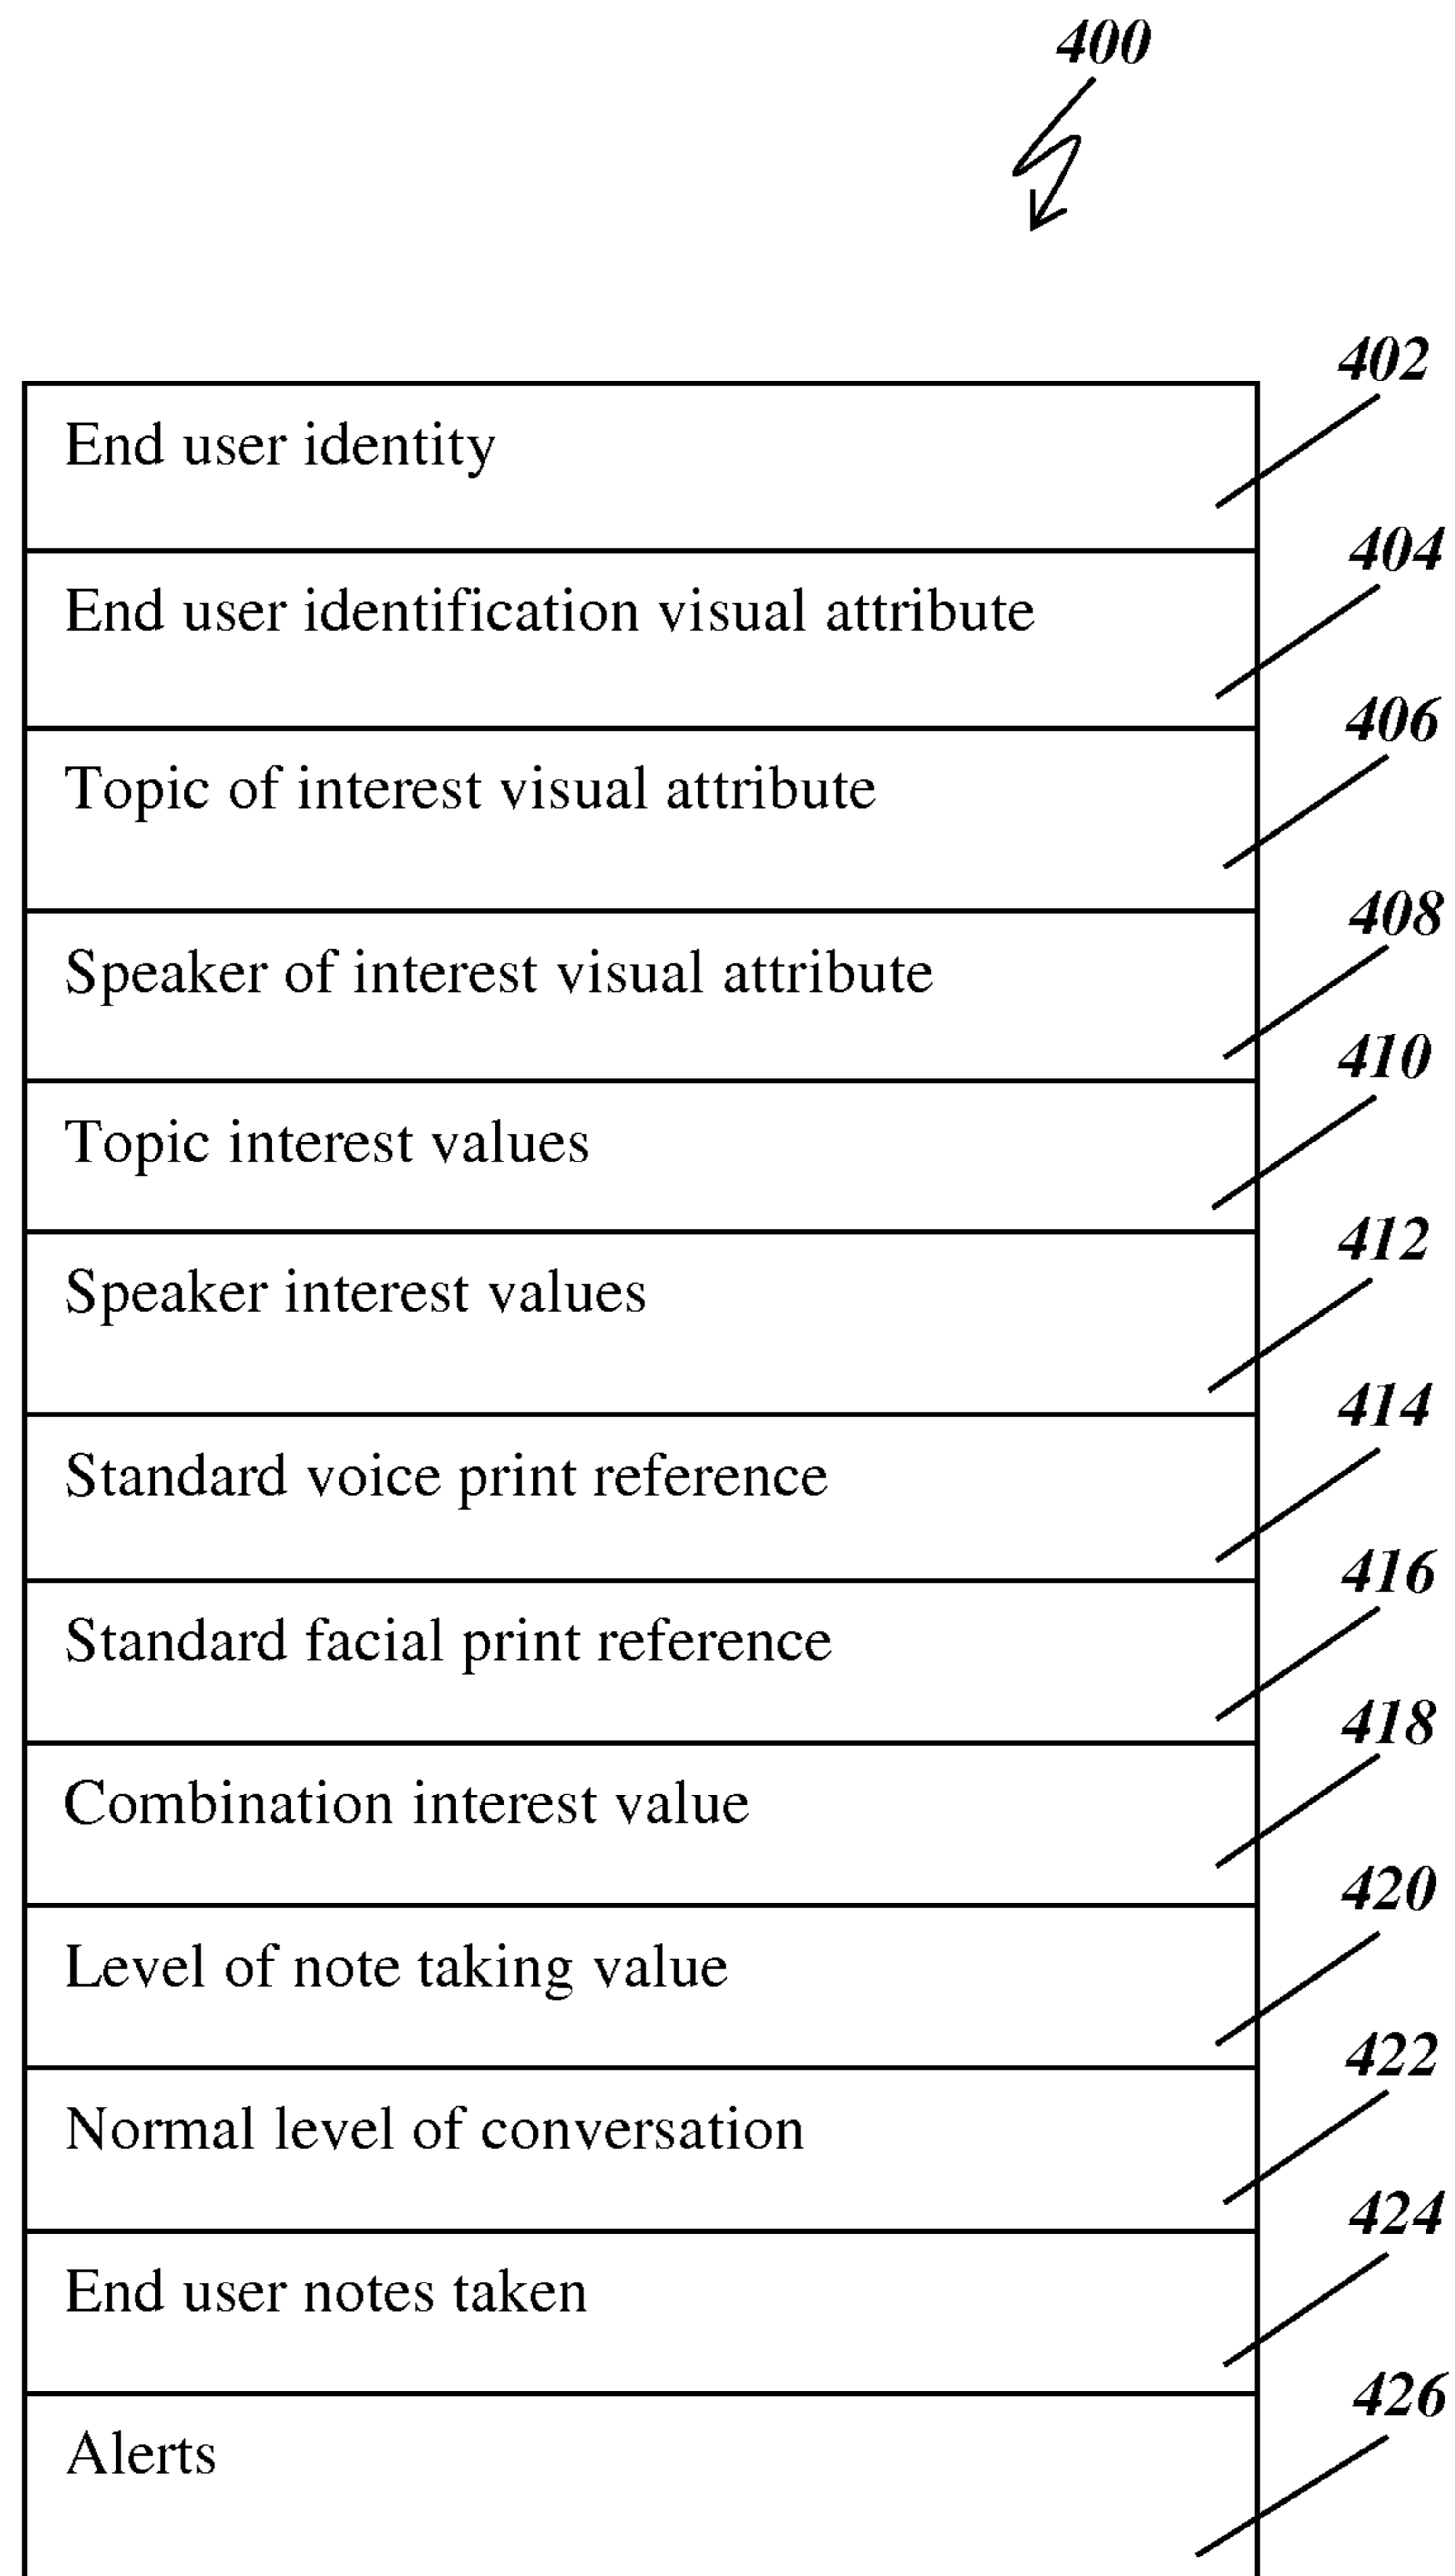 400
402
End user identity
404
End user identification visual attribute
406
Topic of interest visual attribute
408
Speaker of interest visual attribute
410
Topic interest values
412
Speaker interest values
414
Standard voice print reference
416
Standard facial print reference
418
Combination interest value
420
Level of note taking value
422
Normal level of conversation
424
End user notes taken
426
Alerts